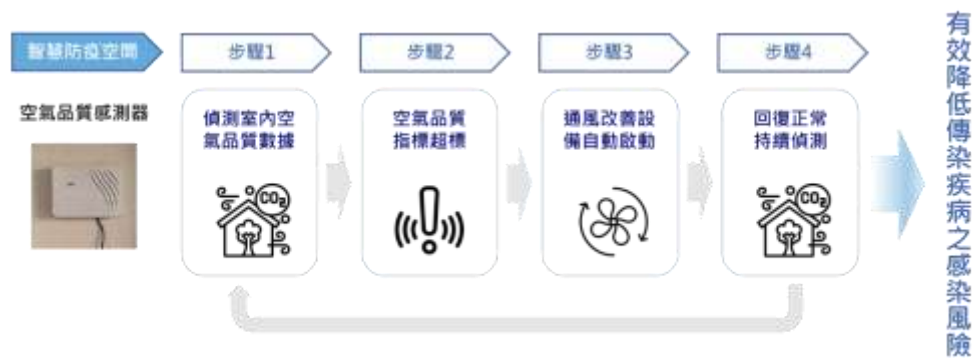 智慧防疫空間
步驟1
步驟2
步驟3
步驟4
空氣品質感測器
偵測室內空
氣品質數據
空氣品質
指標超標
通風改善設
備自動啟動
回復正常
持續偵測
CO₂
CO₂
有效降低傳染疾病之感染風險